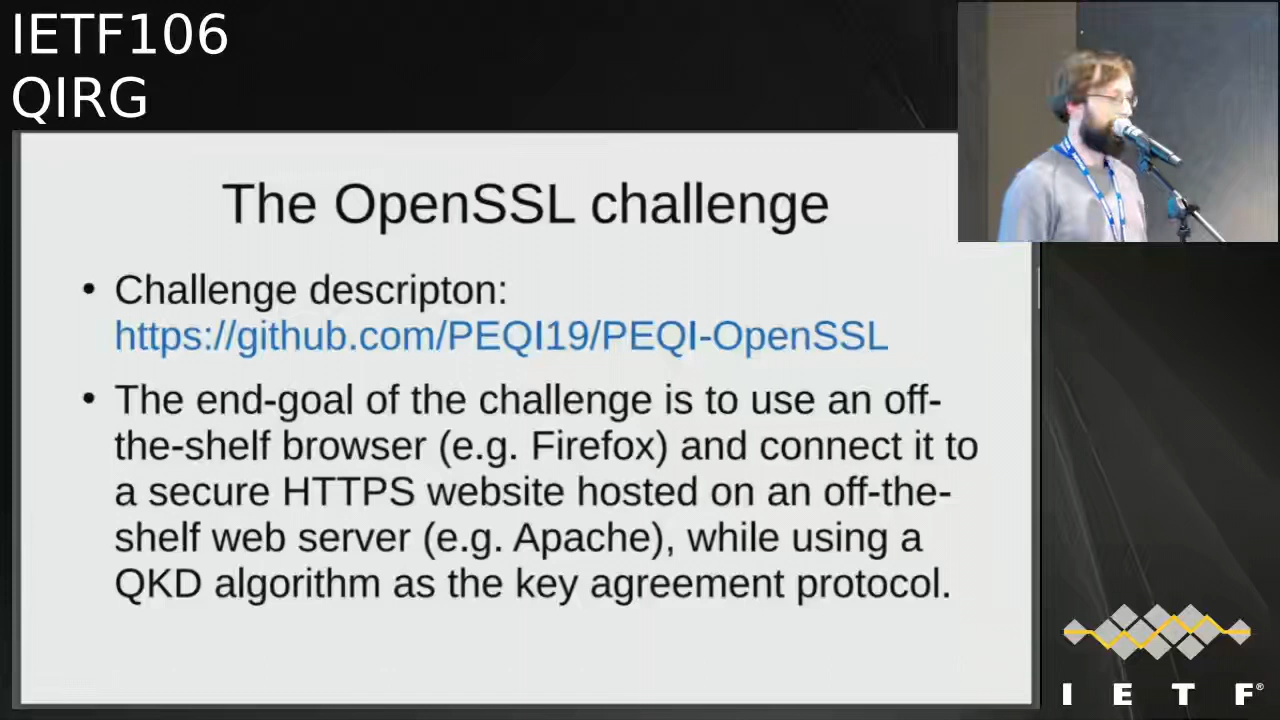 IETF106
QIRG
The OpenSSL challenge
• Challenge descripton:
https://github.com/PEQI19/PEQI-OpenSSL
• The end-goal of the challenge is to use an off-
the-shelf browser (e.g. Firefox) and connect it to
a secure HTTPS website hosted on an off-the-
shelf web server (e.g. Apache), while using a
QKD algorithm as the key agreement protocol.
I E T F®